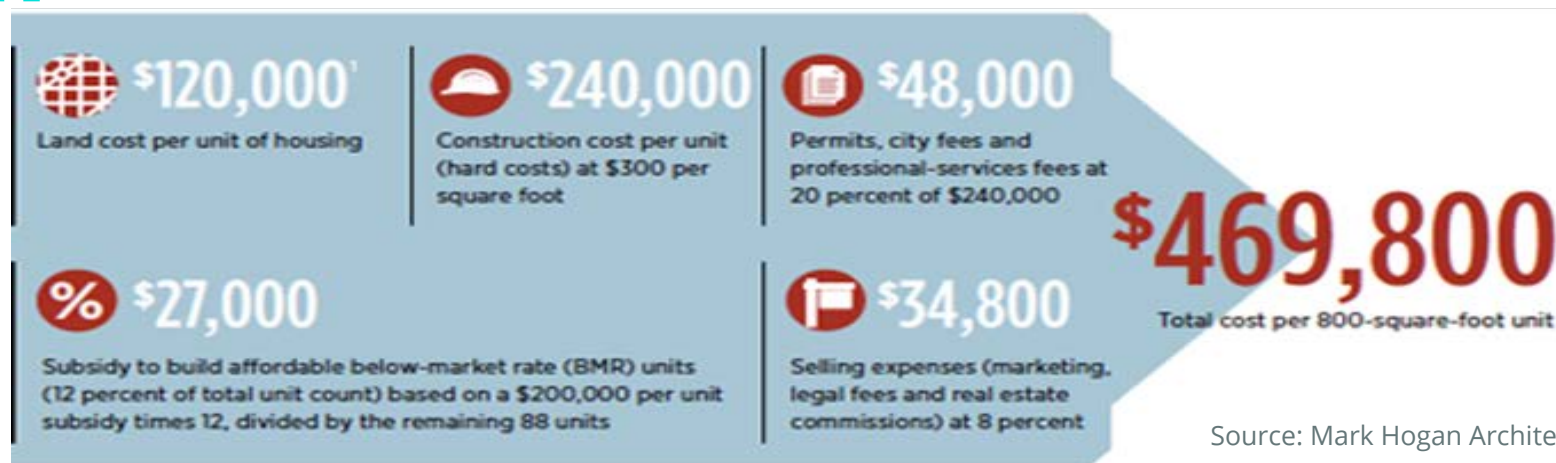 $120,000¹
Land cost per unit of housing
$240,000
Construction cost per unit
(hard costs) at $300 per
square foot
$48,000
Permits, city fees and
professional-services fees at
20 percent of $240,000
%
$27,000
Subsidy to build affordable below-market rate (BMR) units
(12 percent of total unit count) based on a $200,000 per unit
subsidy times 12, divided by the remaining 88 units
$34,800
Selling expenses (marketing,
legal fees and real estate
commissions) at 8 percent
$469,800
Total cost per 800-square-foot unit
Source: Mark Hogan Archite